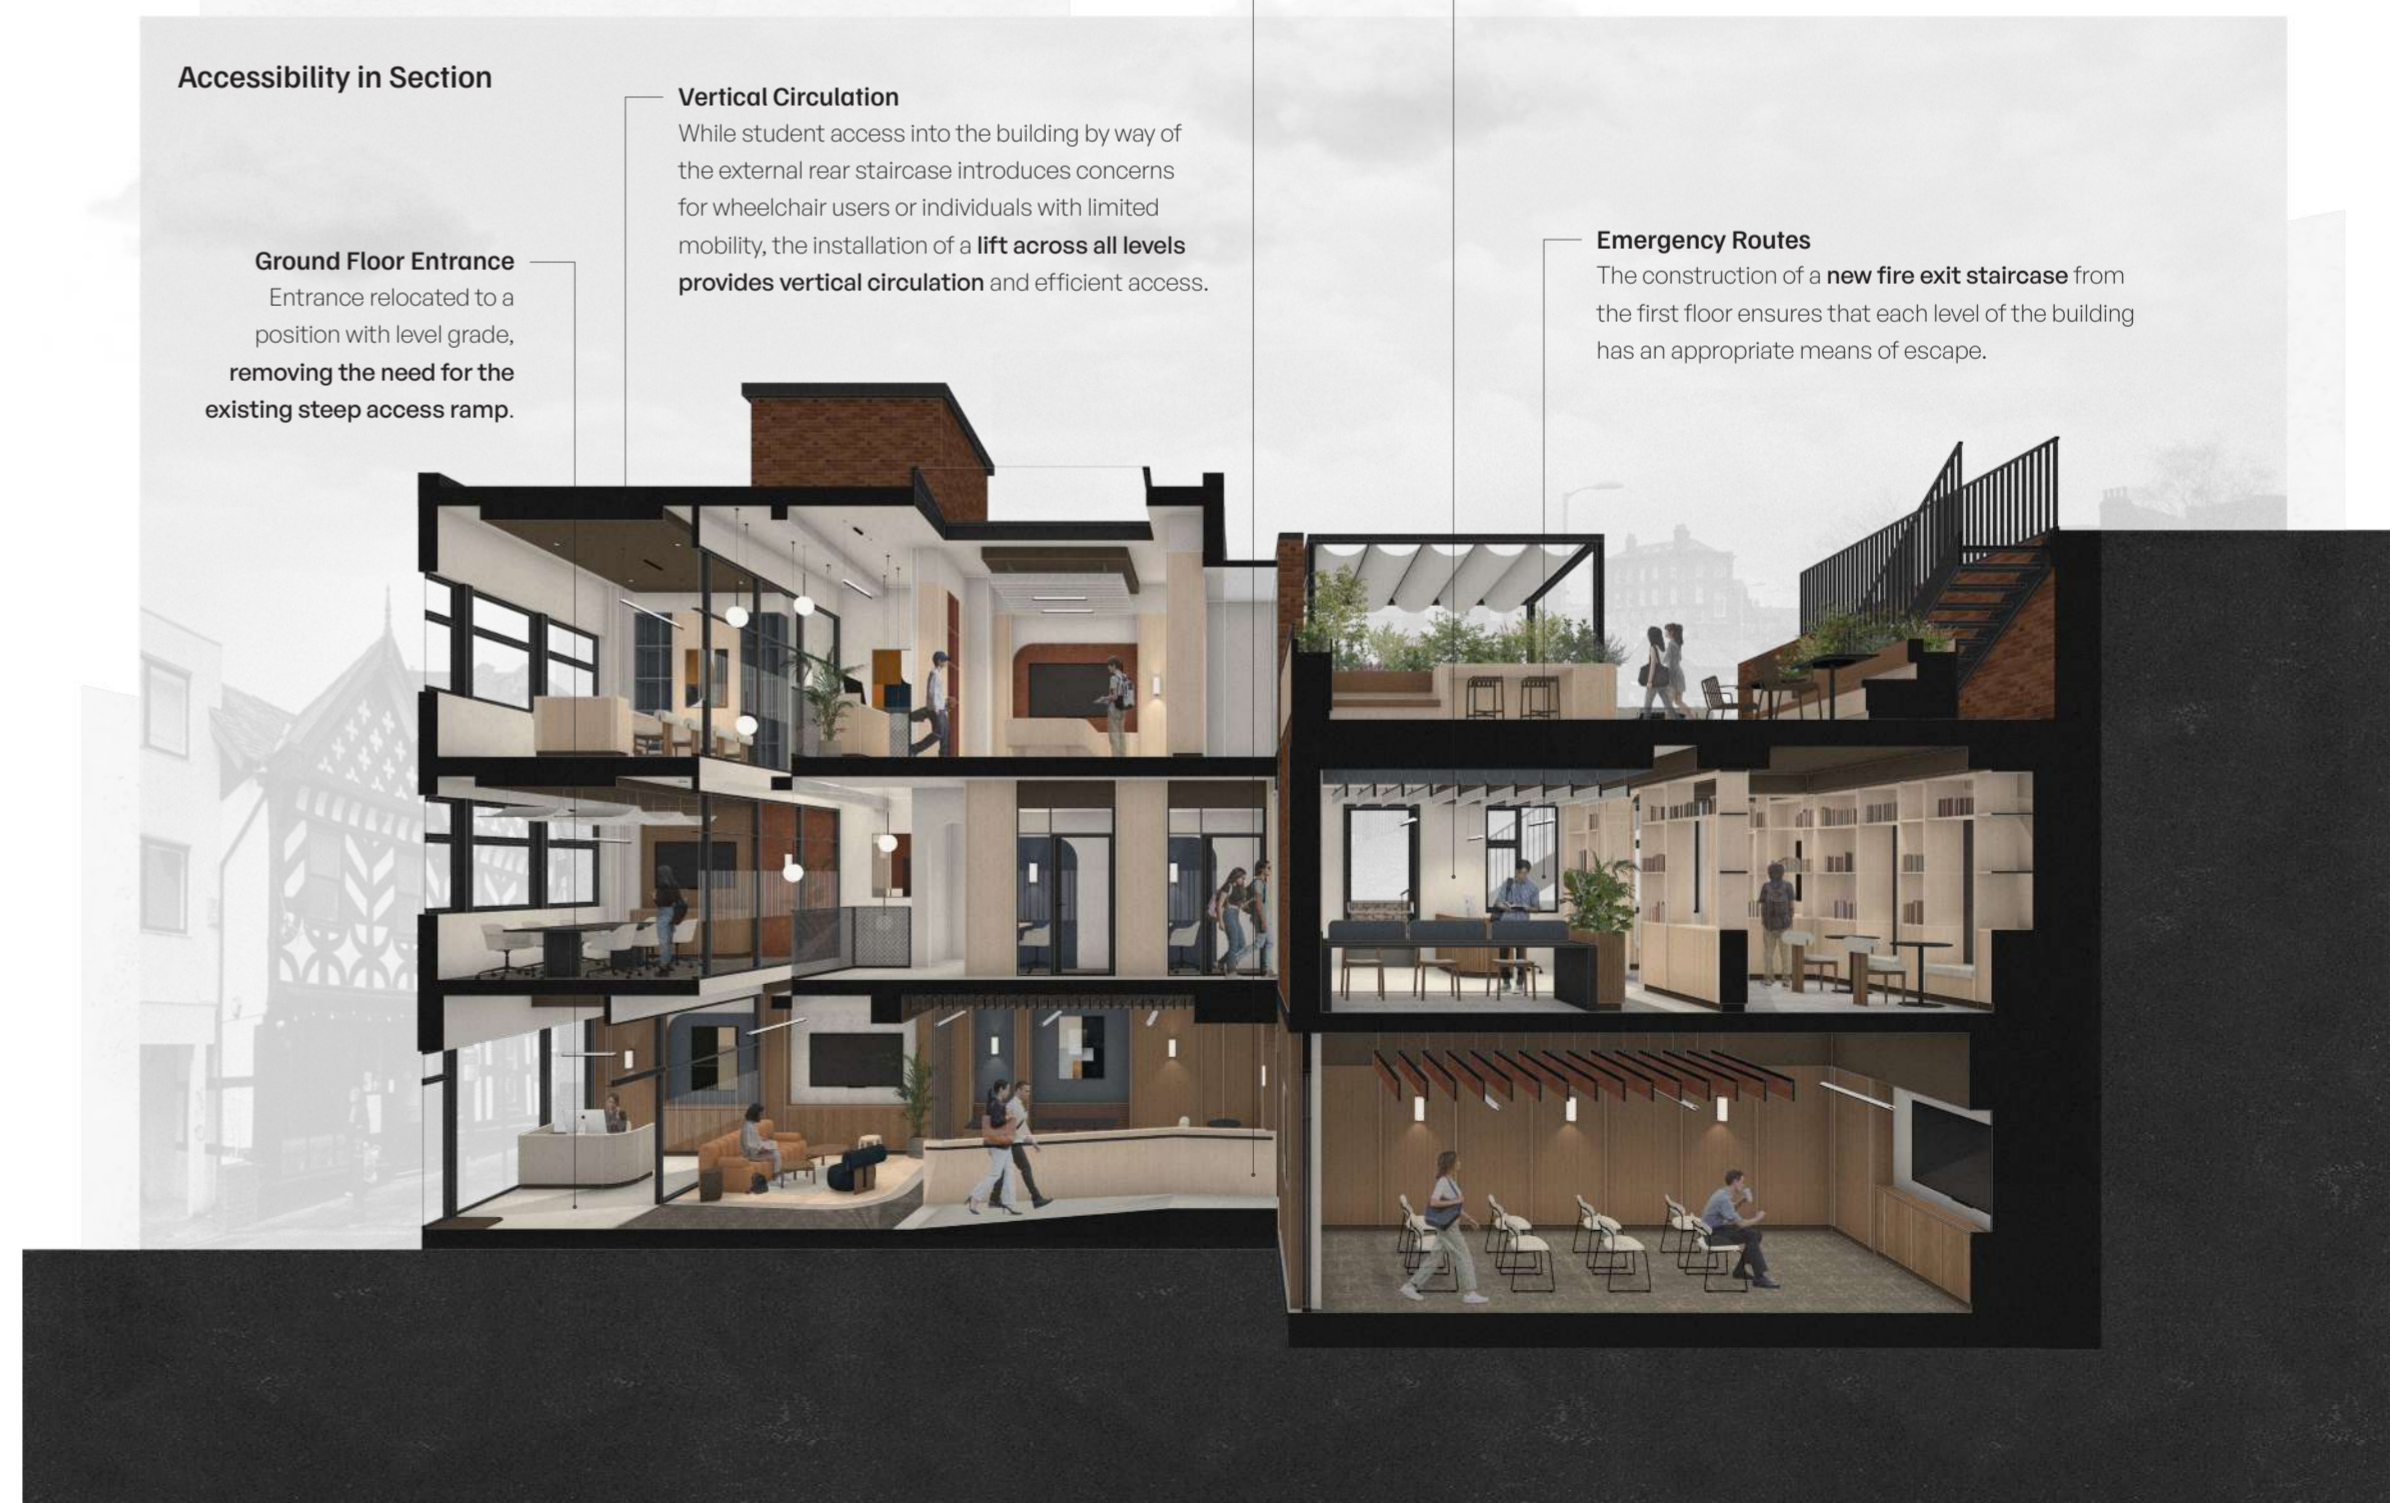 Accessibility in Section
Vertical Circulation
While student access into the building by way of
the external rear staircase introduces concerns
for wheelchair users or individuals with limited
mobility, the installation of a lift across all levels
provides vertical circulation and efficient access.
Ground Floor Entrance
Entrance relocated to a
position with level grade,
removing the need for the
existing steep access ramp.
Emergency Routes
The construction of a new fire exit staircase from
the first floor ensures that each level of the building
has an appropriate means of escape.